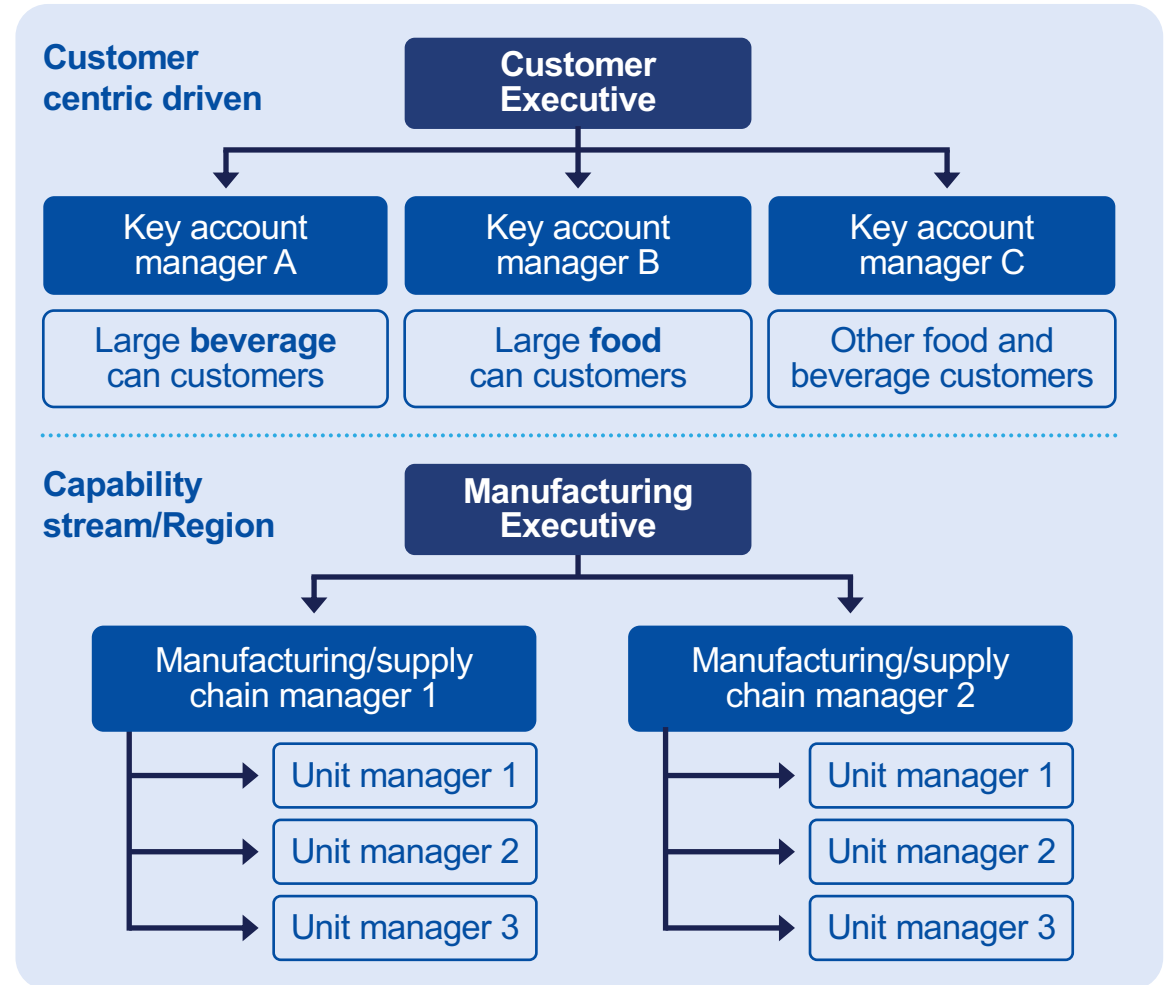 Customer
centric driven
Customer
Executive
Key account
manager A
Key account
manager B
Key account
manager C
Large beverage
can customers
Large food
can customers
Other food and
beverage customers
Capability
stream/Region
Manufacturing
Executive
Manufacturing/supply
chain manager 1
Manufacturing/supply
chain manager 2
Unit manager 1
Unit manager 2
Unit manager 3
Unit manager 1
Unit manager 2
Unit manager 3